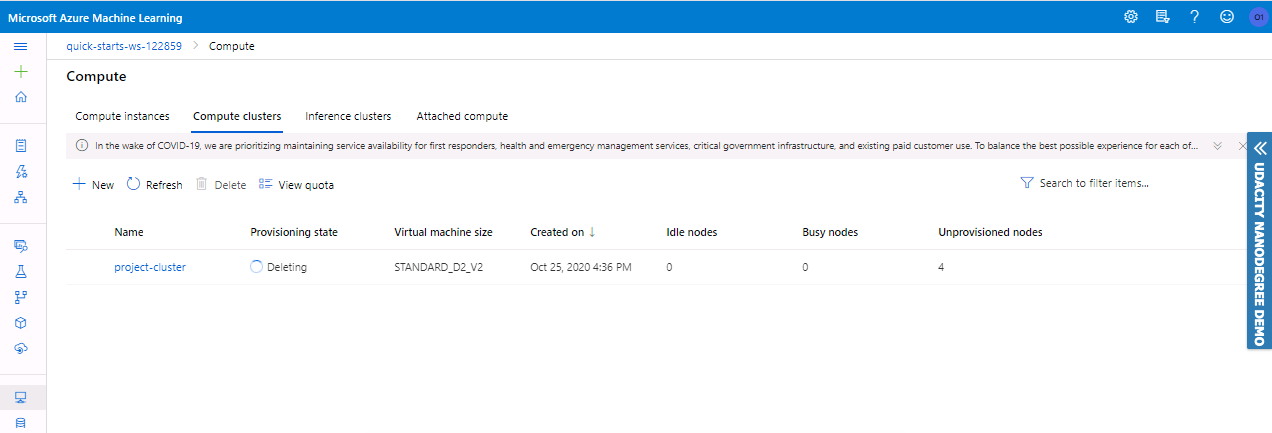 Microsoft Azure Machine Learning
O1
quick-starts-ws-122859 > Compute
Compute
Compute instances Compute clusters Inference clusters Attached compute
In the wake of COVID-19, we are prioritizing maintaining service availability for first responders, health and emergency management services, critical government infrastructure, and existing paid customer use. To balance the best possible experience for each of...
New Refresh Delete View quota Search to filter items...
Name Provisioning state Virtual machine size Created on ↓ Idle nodes Busy nodes Unprovisioned nodes
project-cluster Deleting STANDARD_D2_V2 Oct 25, 2020 4:36 PM 0 0 4
UDACITY NANODEGREE DEMO